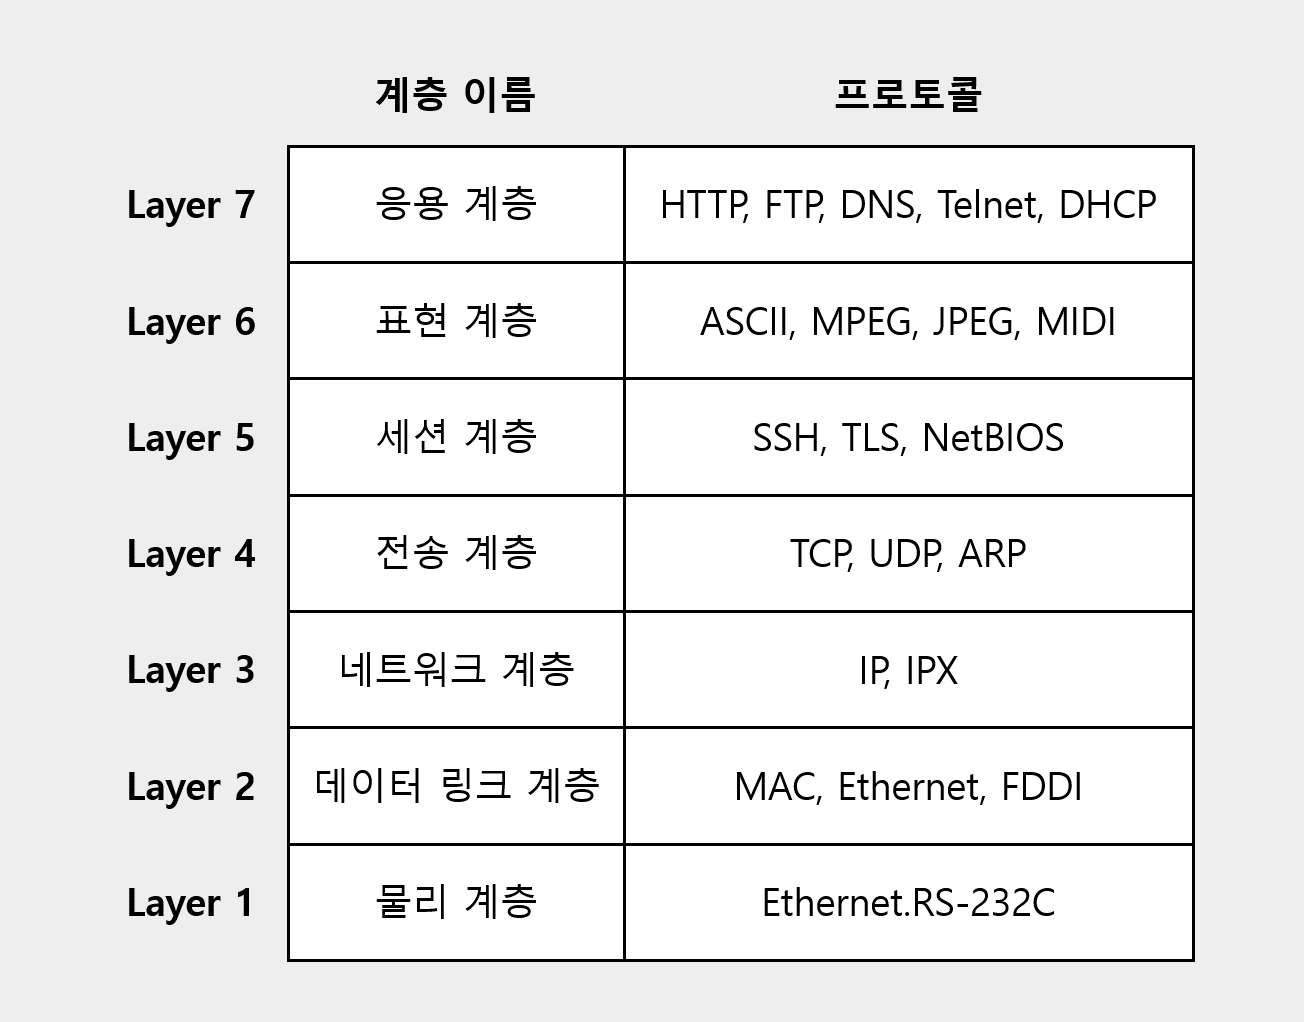 계층 이름 프로토콜
Layer 7 응용 계층 HTTP, FTP, DNS, Telnet, DHCP
Layer 6 표현 계층 ASCII, MPEG, JPEG, MIDI
Layer 5 세션 계층 SSH, TLS, NetBIOS
Layer 4 전송 계층 TCP, UDP, ARP
Layer 3 네트워크 계층 IP, IPX
Layer 2 데이터 링크 계층 MAC, Ethernet, FDDI
Layer 1 물리 계층 Ethernet.RS-232C